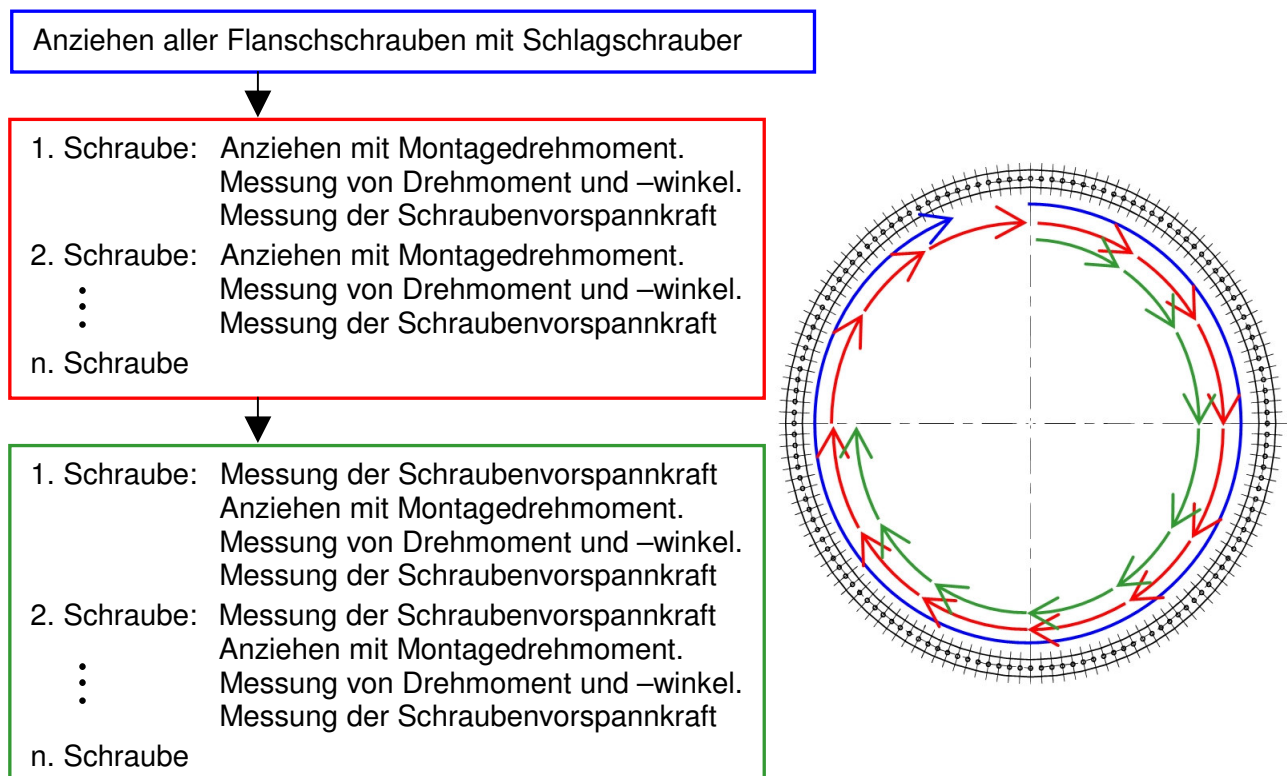 Anziehen aller Flanschschrauben mit Schlagschrauber
1. Schraube: Anziehen mit Montagedrehmoment.
Messung von Drehmoment und –winkel.
Messung der Schraubenvorspannkraft
2. Schraube: Anziehen mit Montagedrehmoment.
Messung von Drehmoment und –winkel.
Messung der Schraubenvorspannkraft
n. Schraube
1. Schraube: Messung der Schraubenvorspannkraft
Anziehen mit Montagedrehmoment.
Messung von Drehmoment und –winkel.
Messung der Schraubenvorspannkraft
2. Schraube: Messung der Schraubenvorspannkraft
Anziehen mit Montagedrehmoment.
Messung von Drehmoment und –winkel.
Messung der Schraubenvorspannkraft
n. Schraube